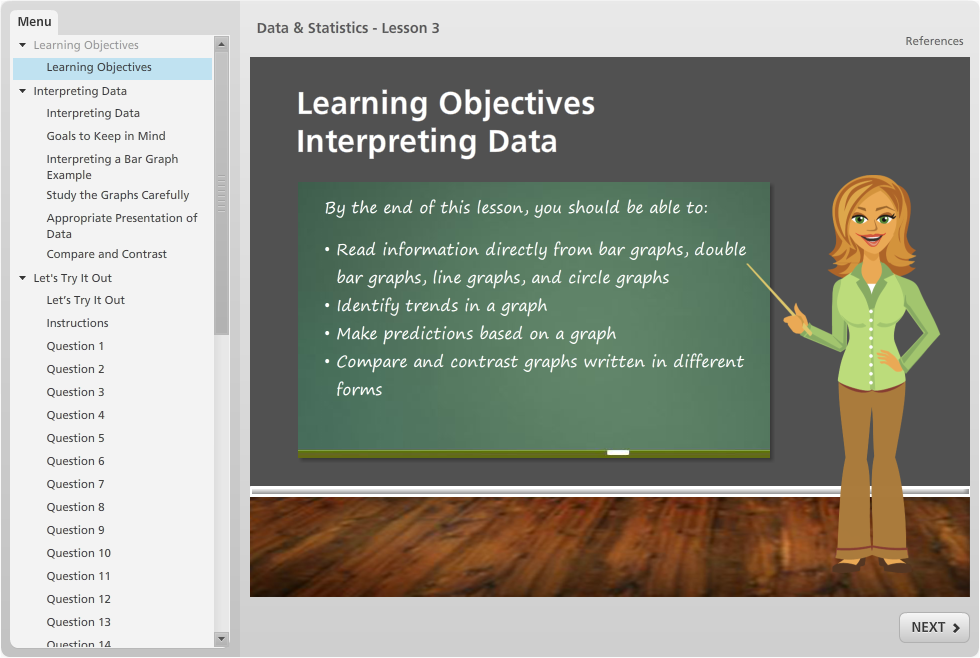 Menu
Learning Objectives
Learning Objectives
Interpreting Data
Interpreting Data
Goals to Keep in Mind
Interpreting a Bar Graph
Example
Study the Graphs Carefully
Appropriate Presentation of
Data
Compare and Contrast
Let's Try It Out
Let's Try It Out
Instructions
Question 1
Question 2
Question 3
Question 4
Question 5
Question 6
Question 7
Question 8
Question 9
Question 10
Question 11
Question 12
Question 13
Question 14
Data & Statistics - Lesson 3
References
Learning Objectives
Interpreting Data
By the end of this lesson, you should be able to:
• Read information directly from bar graphs, double
bar graphs, line graphs, and circle graphs
• Identify trends in a graph
• Make predictions based on a graph
• Compare and contrast graphs written in different
forms
NEXT